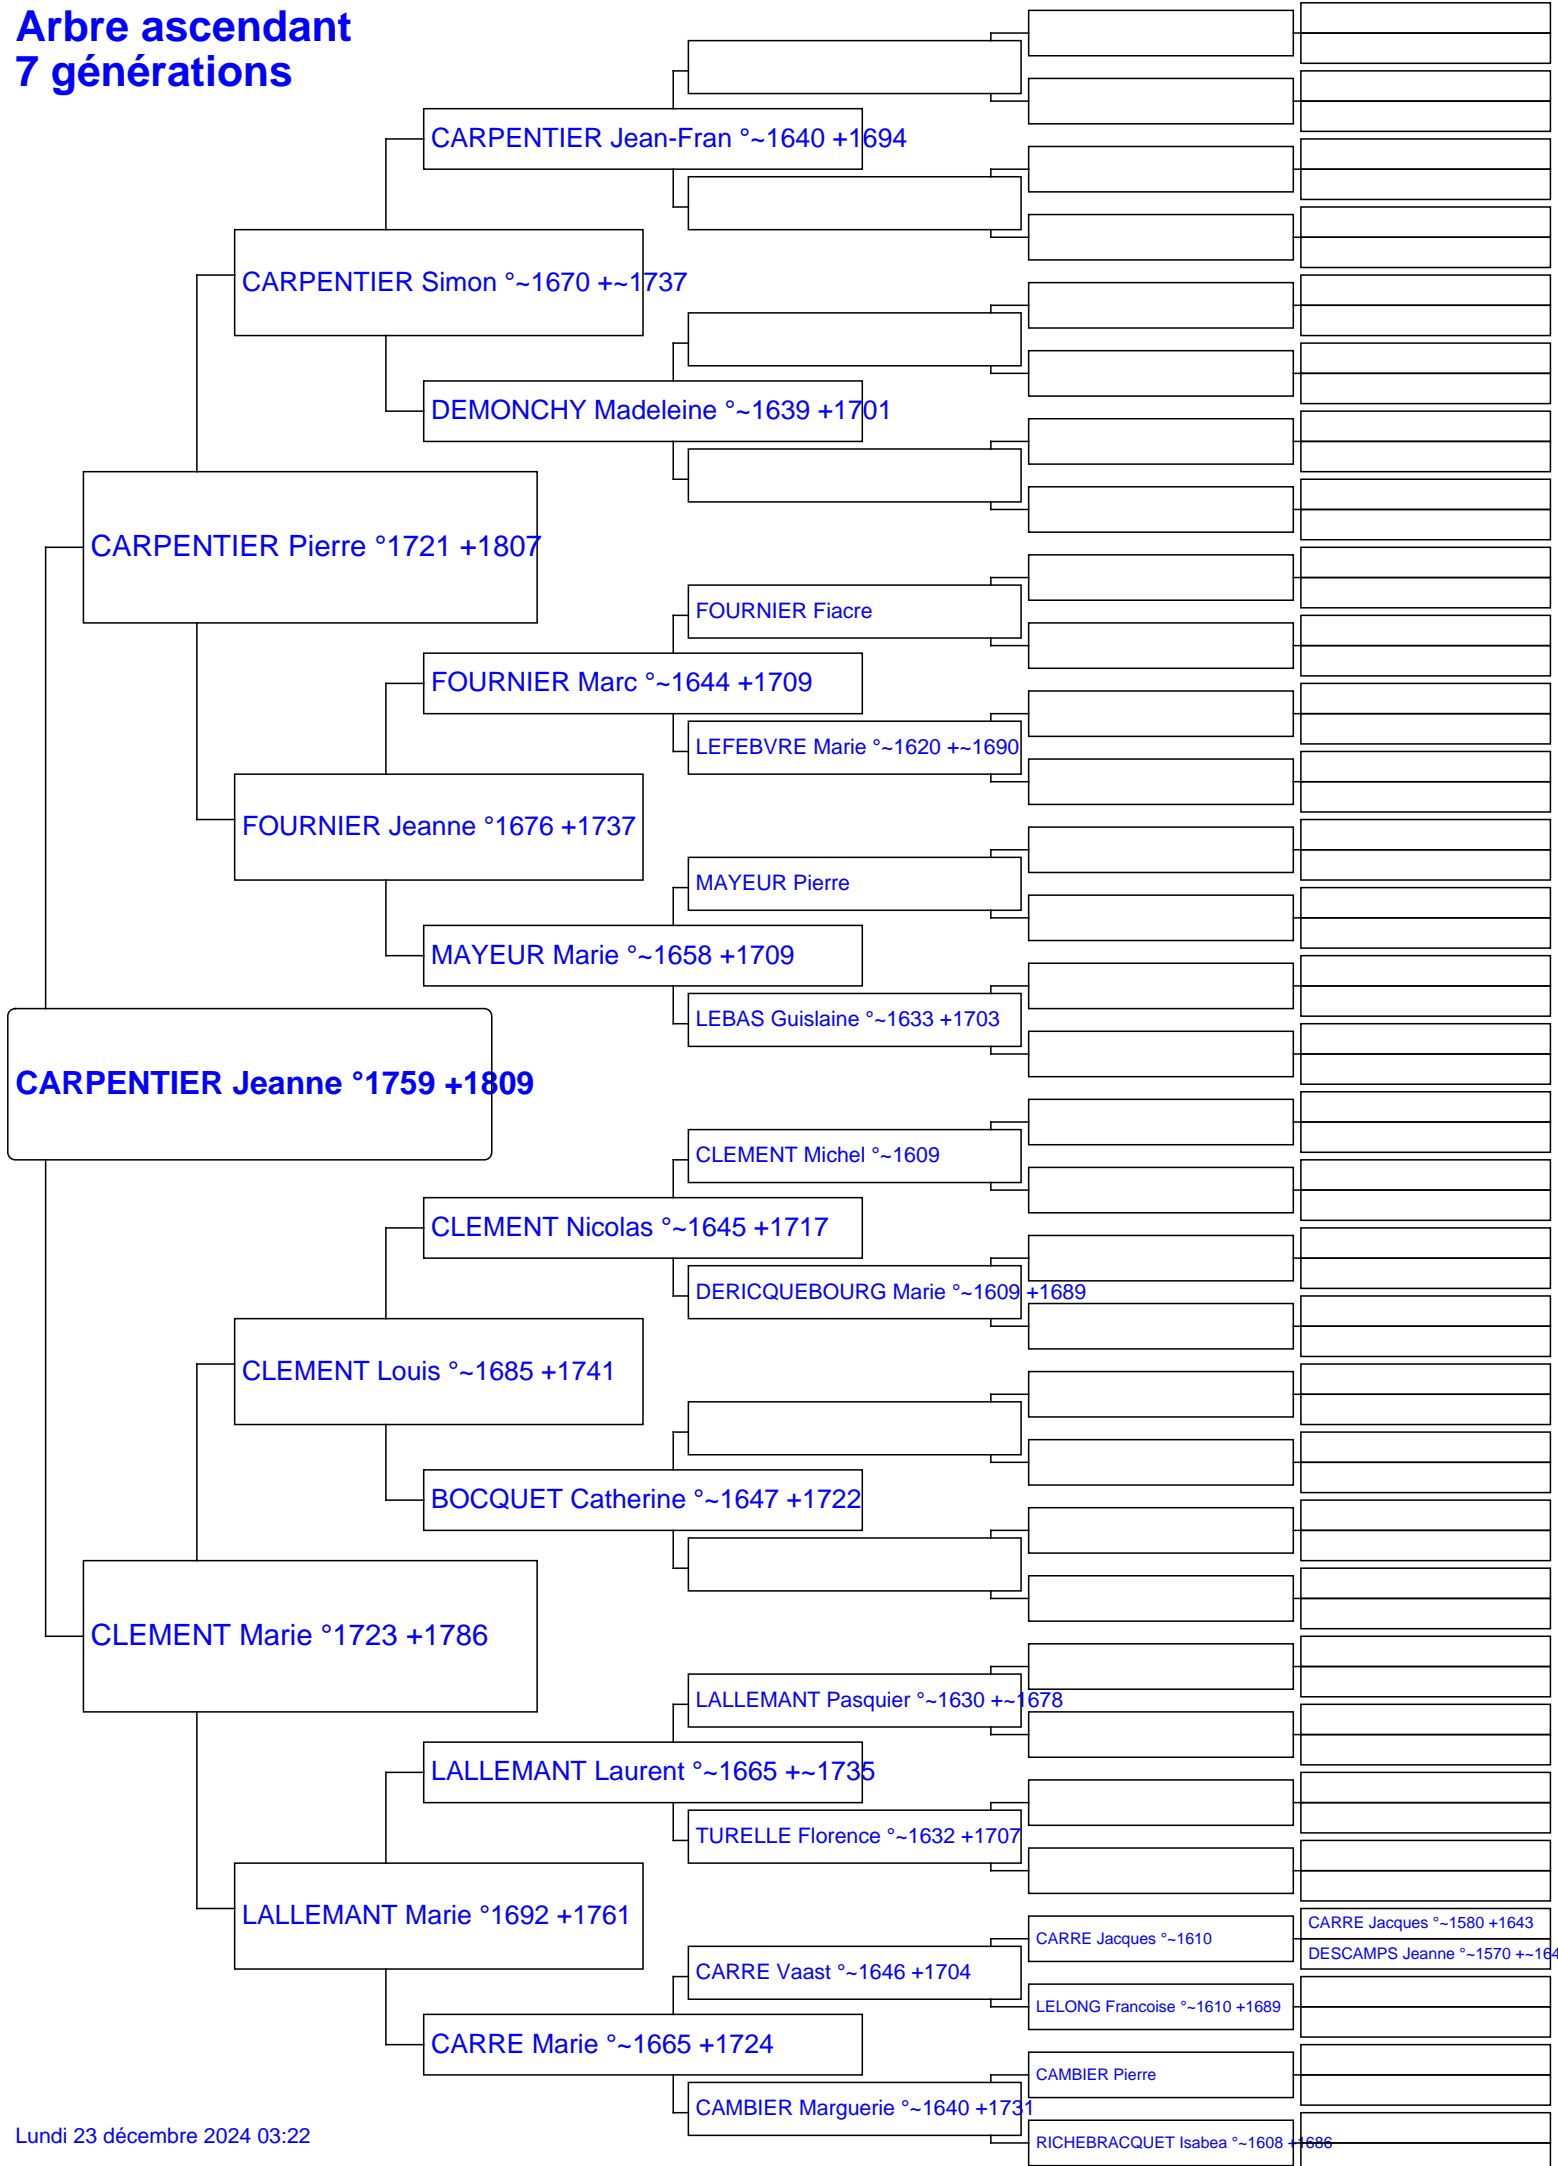 Arbre ascendant
7 générations
CARPENTIER Jean-Fran °~1640 +1694
CARPENTIER Simon °~1670 +~1737
DEMONCHY Madeleine °~1639 +1701
CARPENTIER Pierre °1721 +1807
FOURNIER Fiacre
FOURNIER Marc °~1644 +1709
LEFEBVRE Marie °~1620 +~1690
FOURNIER Jeanne °1676 +1737
MAYEUR Pierre
MAYEUR Marie °~1658 +1709
LEBAS Guislaine °~1633 +1703
CARPENTIER Jeanne °1759 +1809
CLEMENT Michel °~1609
CLEMENT Nicolas °~1645 +1717
DERICQUEBOURG Marie °~1609 +1689
CLEMENT Louis °~1685 +1741
BOCQUET Catherine °~1647 +1722
CLEMENT Marie °1723 +1786
LALLEMANT Pasquier °~1630 +~1678
LALLEMANT Laurent °~1665 +~1735
TURELLE Florence °~1632 +1707
LALLEMANT Marie °1692 +1761
CARRE Jacques °~1580 +1643
CARRE Jacques °~1610
DESCAMPS Jeanne °~1570 +~164
CARRE Vaast °~1646 +1704
LELONG Francoise °~1610 +1689
CARRE Marie °~1665 +1724
CAMBIER Pierre
CAMBIER Marguerie °~1640 +1731
RICHEBRACQUET Isabea °~1608 +1686
Lundi 23 décembre 2024 03:22